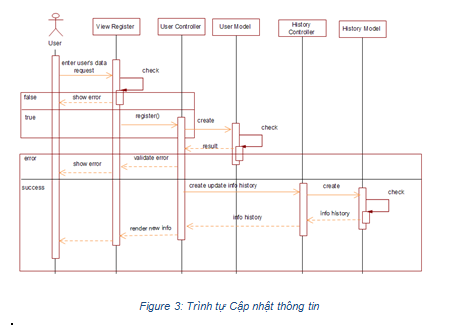 View Register
User Controller
User Model
History
Controller
History Model
User
enter user's data
request
check
false
show error
true
register()
create
check
result
error
validate error
show error
success
create update info history
create
check
info history
info history
render new info
Figure 3: Trình tự Cập nhật thông tin